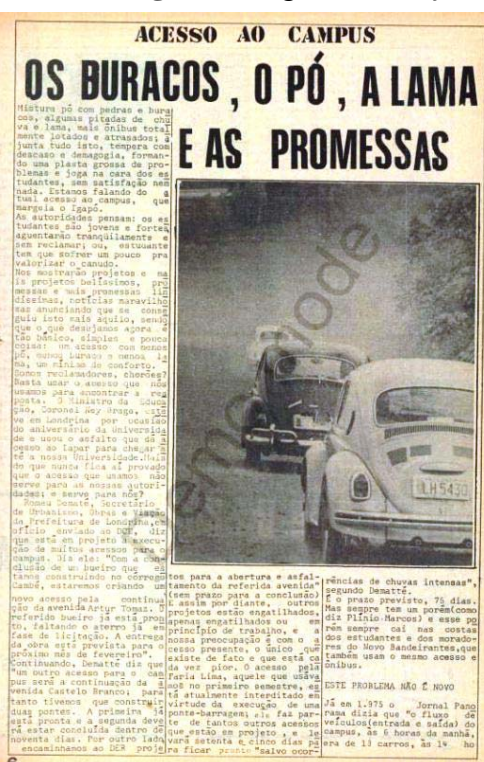 ACESSO AO CAMPUS
OS BURACOS, O PÓ, A LAMA
E AS PROMESSAS
Mistura pó com pedras e bura
cos, algumas pitadas de chu
va e lama, mais ônibus total
mente lotados e atrasados; a
junta tudo isto, tempera com
descaso e demagogia, forman-
do uma plasta grossa de pro-
blemas e joga na cara dos es
tudantes, sem satisfação nem
nada. Estamos falando do a
tual acesso ao campus, que
margeia o Igapó.
As autoridades pensam: os es
tudantes são jovens e fortes,
aguentarão tranqüilamente e
sem reclamar; ou, estudante
tem que sofrer um pouco pra
valorizar o canudo.
Nos mostrarão projetos e ma
is projetos belíssimos, pro
messas e mais promessas lin
díssimas, notícias maravilho
sas anunciando que se conse
guiu isto mais aquilo, sendo
que o que desejamos agora é
tão básico, simples e pouca
coisa: um acesso com menos
pó, menos buraco e menos la
ma, um mínimo de conforto.
Somos reclamadores, chorões?
Basta usar o acesso que nós
usamos para encontrar a res
posta. O Ministro da Educa
ção, Coronel Ney Braga, este
ve em Londrina por ocasião
do aniversário da Universida
de e usou o asfalto que dá a
cesso ao Iapar para chegar a
té a nossa Universidade. Mais
do que nunca fica aí provado
que o acesso que usamos não
serve para as nossas autori-
dades; e serve para nós?
Romeu Dematté, Secretário
de Urbanismo, Obras e Viação
da Prefeitura de Londrina, em
ofício enviado ao DCE, diz
que está em projeto a execu-
ção de muitos acessos para o
campus. Diz ele: "Com a con-
clusão de um bueiro que es
tamos construindo no córrego
Cambé, estaremos criando um
novo acesso pela continua
ção da avenida Artur Tomaz. O
referido bueiro já está pron
to, faltando o aterro já em
fase de licitação. A entrega
da obra está prevista para o
próximo mês de fevereiro".
Continuando, Dematté diz que
"um outro acesso para o cam
pus será a continuação da a
venida Castelo Branco, para
tanto tivemos que construir
duas pontes. A primeira já
está pronta e a segunda deve
rá estar concluída dentro de
noventa dias. Por outro lado
encaminhamos ao DER proje
tos para a abertura e asfal-
tamento da referida avenida"
(sem prazo para a conclusão)
E assim por diante, outros
projetos estão engatilhados,
apenas engatilhados ou em
princípio de trabalho, e a
nossa preocupação é com o a
cesso presente, o único que
existe de fato e que está ca
da vez pior. O acesso pela
Faria Lima, aquele que usáva
mos no primeiro semestre, es
tá atualmente interditado em
virtude da execução de uma
ponte-barragem; ela faz par-
te de tantos outros acessos
que estão em projeto, e le
vará setenta e cinco dias pa
ra ficar pronto "salvo ocor-
rências de chuvas intensas",
segundo Dematté.
É o prazo previsto, 75 dias.
Mas sempre tem um porém (como
diz Plínio Marcos) e esse po
rém sempre cai nas costas
dos estudantes e dos morado-
res do Novo Bandeirantes, que
também usam o mesmo acesso e
ônibus.
ESTE PROBLEMA NÃO É NOVO
Já em 1.975 o Jornal Pano
rama dizia que "o fluxo de
veículos (entrada e saída) do
campus, às 6 horas da manhã,
era de 10 carros, às 14 ho
LH 5430